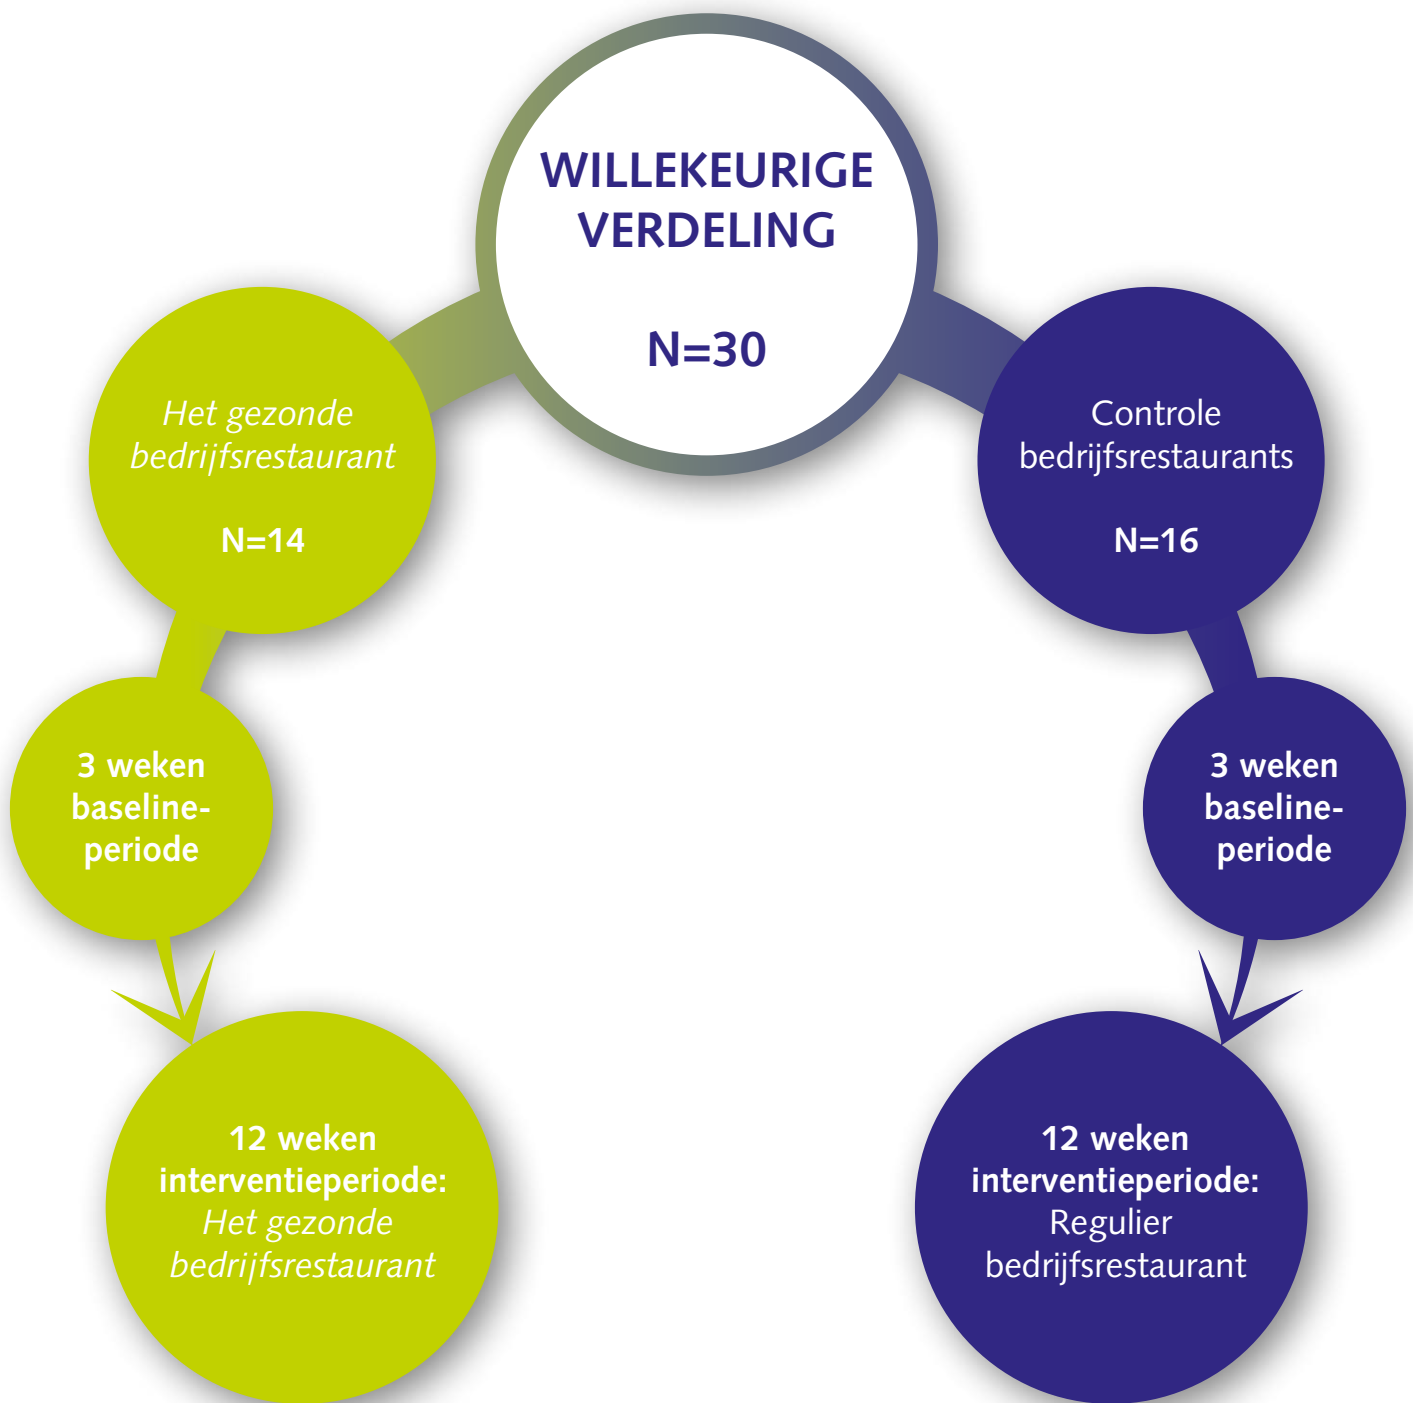 WILLEKEURIGE
VERDELING
N=30
Het gezonde
bedrijfsrestaurant
N=14
Controle
bedrijfsrestaurants
N=16
3 weken
baseline-
periode
3 weken
baseline-
periode
12 weken
interventieperiode:
Het gezonde
bedrijfsrestaurant
12 weken
interventieperiode:
Regulier
bedrijfsrestaurant